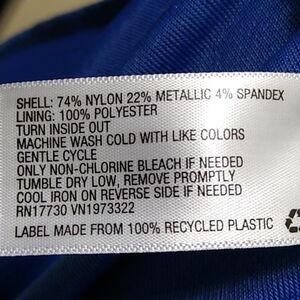 SHELL: 74% NYLON 22% METALLIC 4% SPANDEX
LINING: 100% POLYESTER
TURN INSIDE OUT
MACHINE WASH COLD WITH LIKE COLORS
GENTLE CYCLE
ONLY NON-CHLORINE BLEACH IF NEEDED
TUMBLE DRY LOW, REMOVE PROMPTLY
COOL IRON ON REVERSE SIDE IF NEEDED
RN17730 VN1973322
LABEL MADE FROM 100% RECYCLED PLASTIC